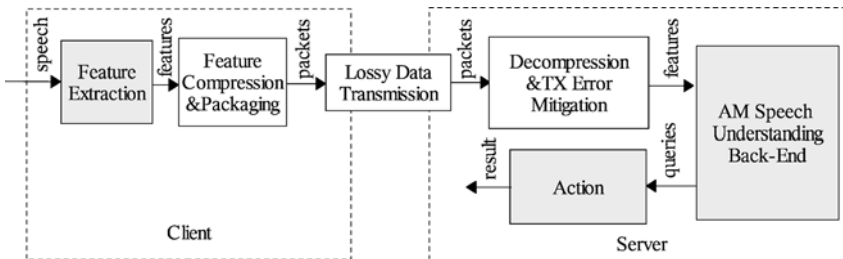 speech
Feature
Extraction
features
Feature
Compression
&Packaging
packets
Lossy Data
Transmission
packets
Decompression
&TX Error
Mitigation
features
AM Speech
Understanding
Back-End
queries
Action
result
Client
Server